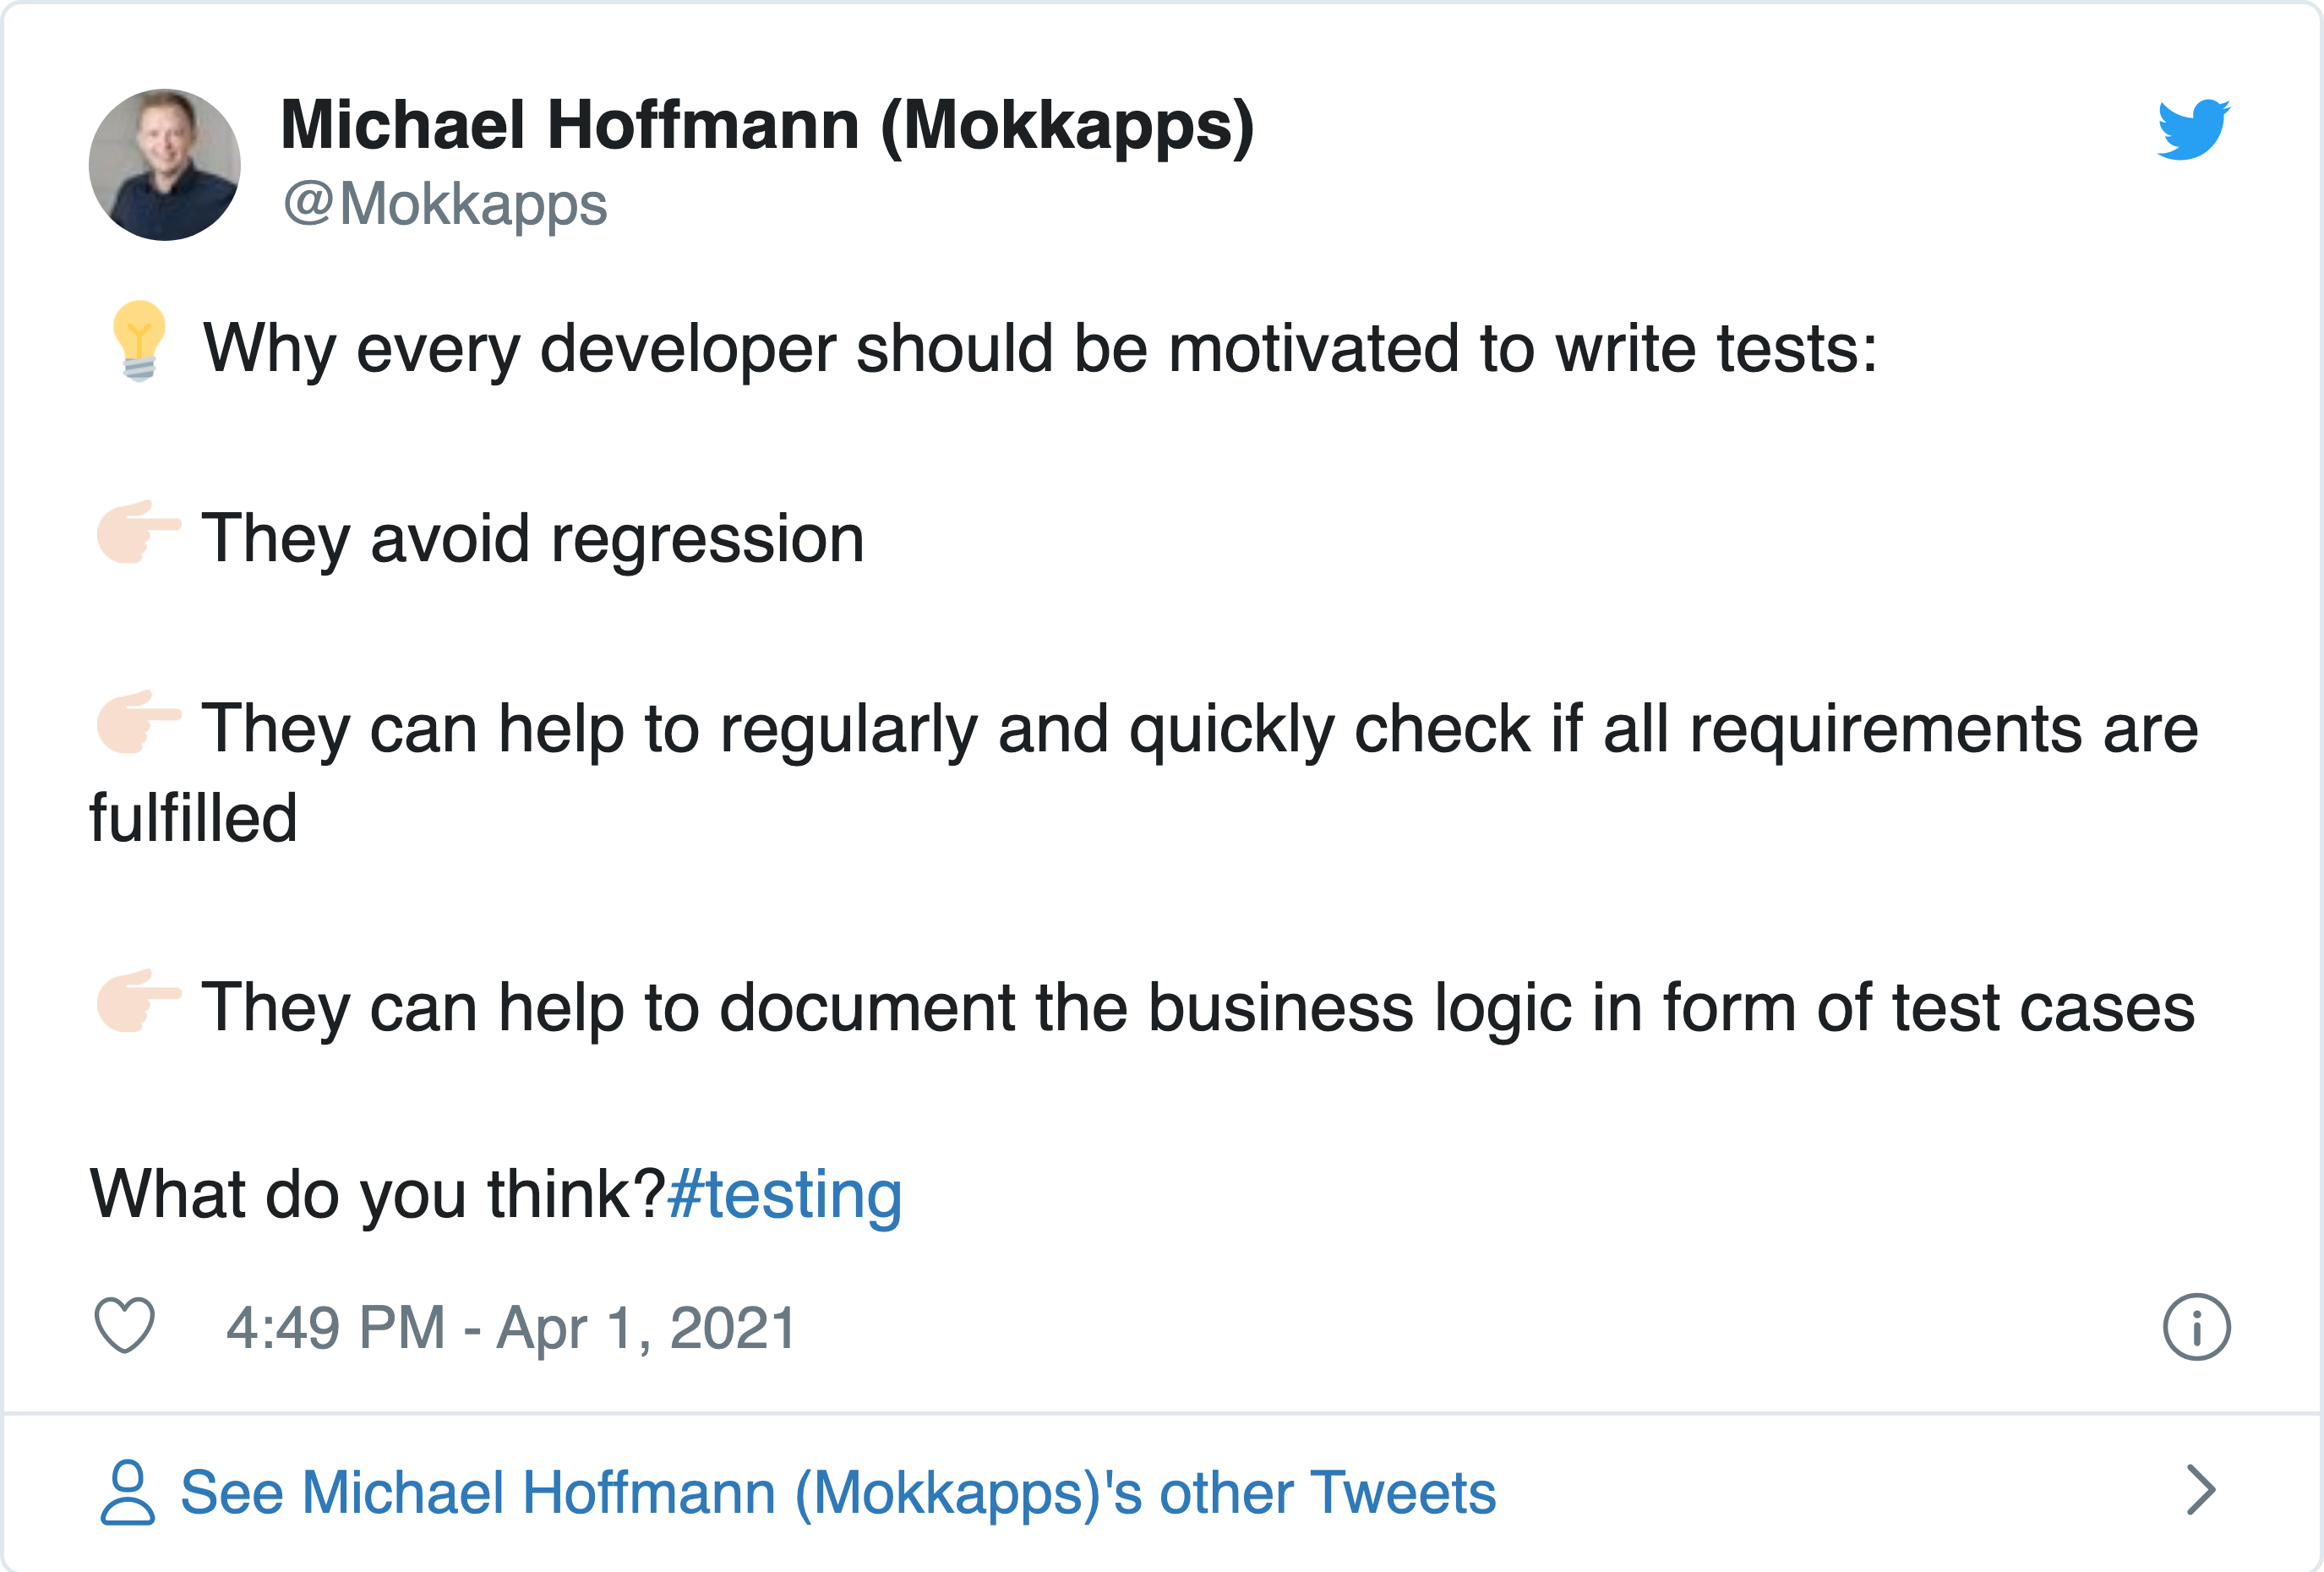 Michael Hoffmann (Mokkapps)
@Mokkapps
💡 Why every developer should be motivated to write tests:
👉🏻 They avoid regression
👉🏻 They can help to regularly and quickly check if all requirements are
fulfilled
👉🏻 They can help to document the business logic in form of test cases
What do you think?#testing
4:49 PM - Apr 1, 2021
See Michael Hoffmann (Mokkapps)'s other Tweets